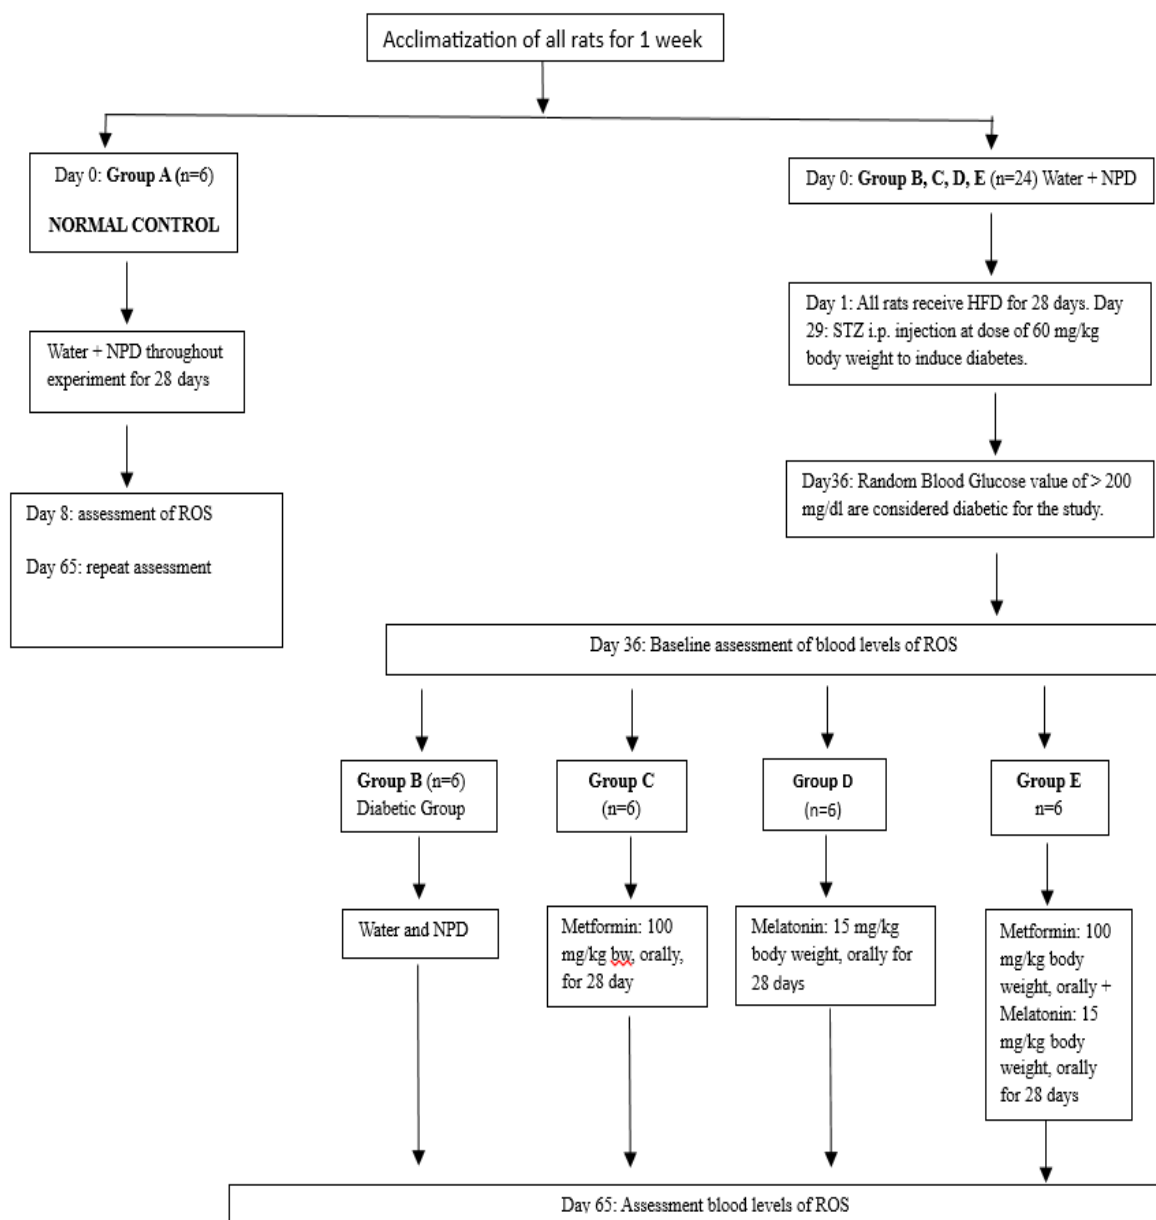 Acclimatization of all rats for 1 week
Day 0: Group A (n=6)
NORMAL CONTROL
Water + NPD throughout
experiment for 28 days
Day 8: assessment of ROS
Day 65: repeat assessment
Day 0: Group B, C, D, E (n=24) Water + NPD
Day 1: All rats receive HFD for 28 days. Day
29: STZ i.p. injection at dose of 60 mg/kg
body weight to induce diabetes.
Day36: Random Blood Glucose value of > 200
mg/dl are considered diabetic for the study.
Day 36: Baseline assessment of blood levels of ROS
Group B (n=6)
Diabetic Group
Water and NPD
Group C
(n=6)
Metformin: 100
mg/kg bw, orally,
for 28 day
Group D
(n=6)
Melatonin: 15 mg/kg
body weight, orally for
28 days
Group E
n=6
Metformin: 100
mg/kg body
weight, orally +
Melatonin: 15
mg/kg body
weight, orally
for 28 days
Day 65: Assessment blood levels of ROS